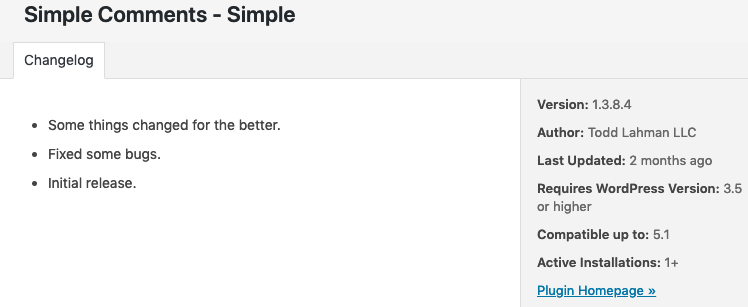 Simple Comments - Simple
Changelog
Some things changed for the better.
Fixed some bugs.
Initial release.
Version: 1.3.8.4
Author: Todd Lahman LLC
Last Updated: 2 months ago
Requires WordPress Version: 3.5
or higher
Compatible up to: 5.1
Active Installations: 1+
Plugin Homepage »